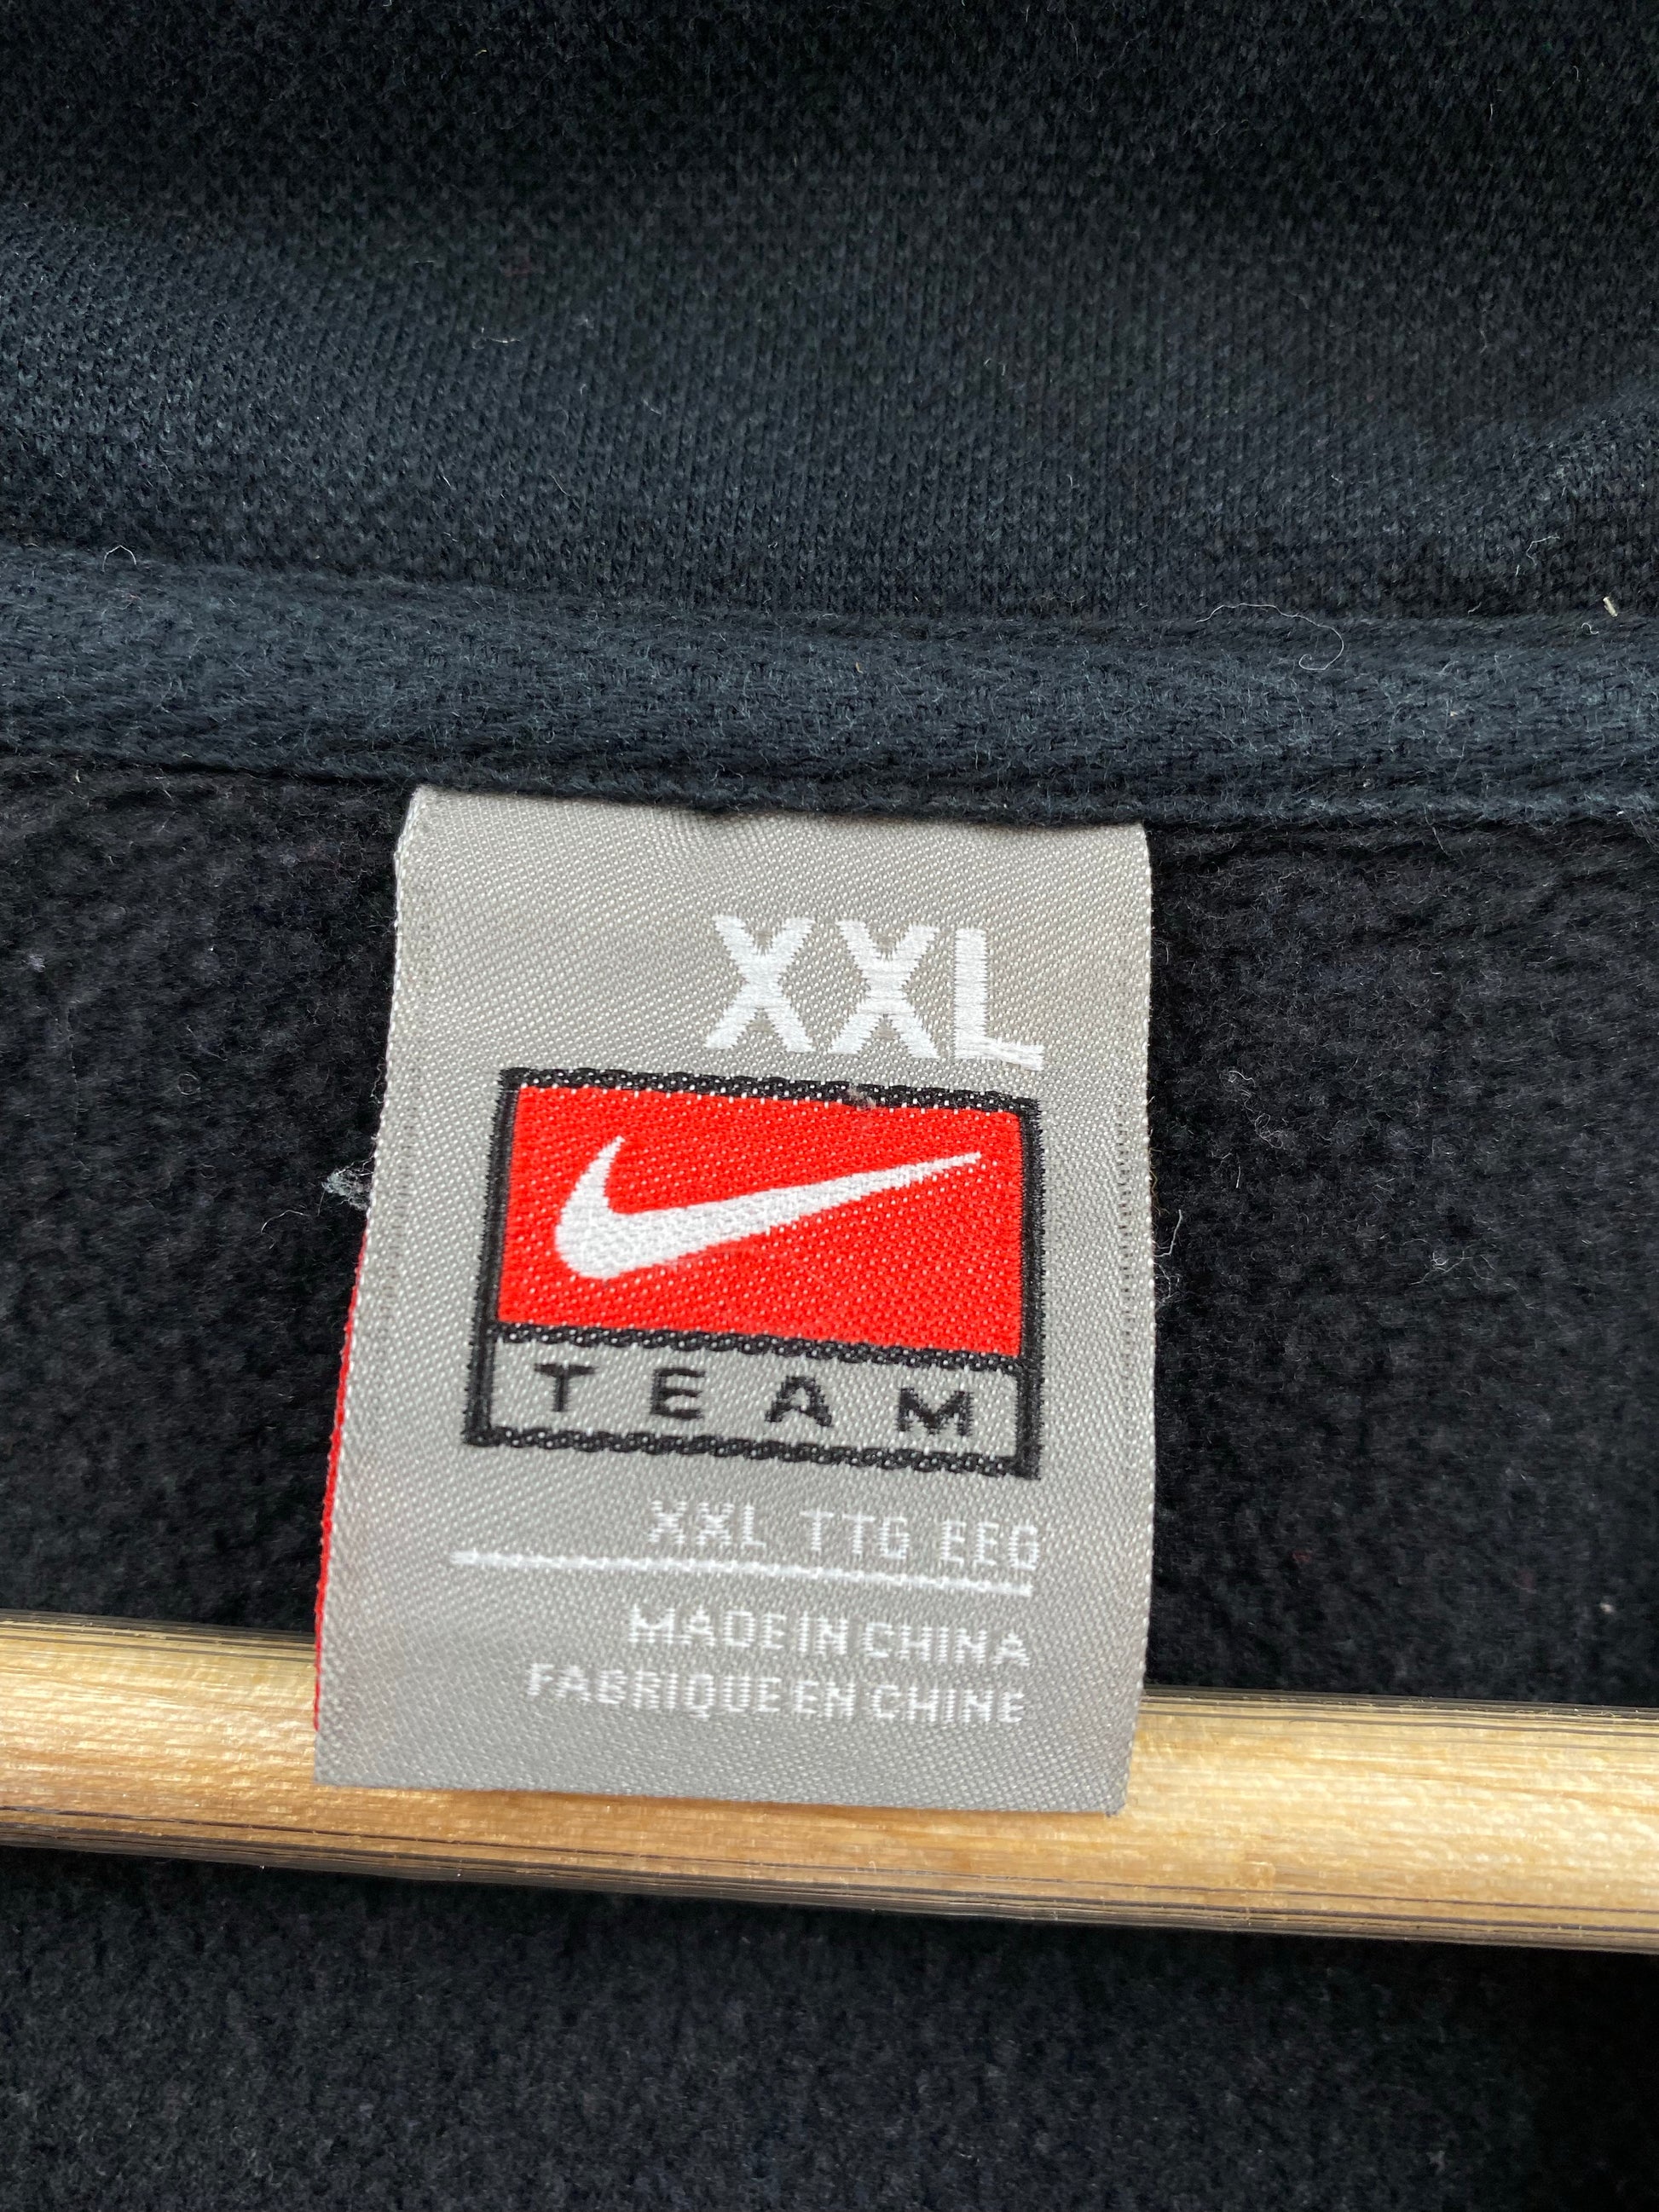 XXL
TEAM
XXL TTG EEG
MADE IN CHINA
FABRIQUE EN CHINE